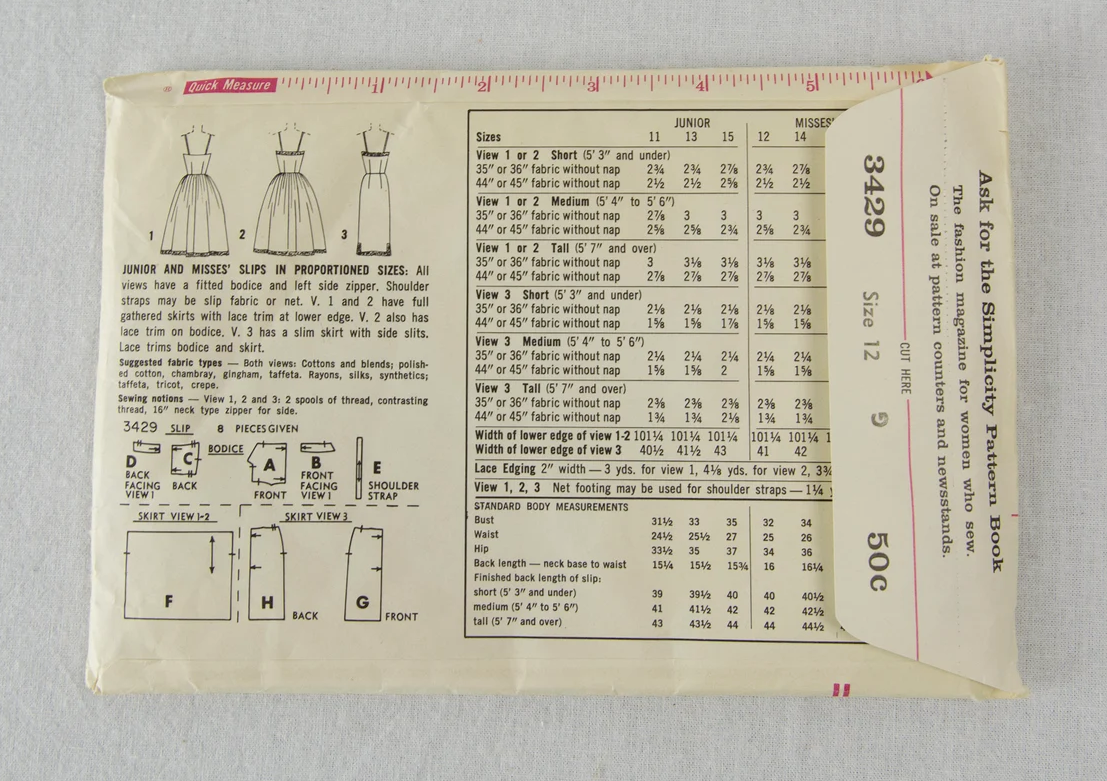 ® Quick Measure 1 2 3 4 5
1 2 3
JUNIOR AND MISSES' SLIPS IN PROPORTIONED SIZES: All
views have a fitted bodice and left side zipper. Shoulder
straps may be slip fabric or net. V. 1 and 2 have full
gathered skirts with lace trim at lower edge. V. 2 also has
lace trim on bodice. V. 3 has a slim skirt with side slits.
Lace trims bodice and skirt.
Suggested fabric types — Both views: Cottons and blends; polish-
ed cotton, chambray, gingham, taffeta. Rayons, silks, synthetics;
taffeta, tricot, crepe.
Sewing notions — View 1, 2 and 3: 2 spools of thread, contrasting
thread, 16" neck type zipper for side.
3429 SLIP 8 PIECES GIVEN
BODICE
D BACK FACING VIEW 1
C BACK
A FRONT
B FRONT FACING VIEW 1
E SHOULDER STRAP
SKIRT VIEW 1-2
F
SKIRT VIEW 3
H BACK
G FRONT
JUNIOR MISSES'
Sizes 11 13 15 12 14
View 1 or 2 Short (5' 3" and under)
35" or 36" fabric without nap 2¾ 2¾ 2⅞ 2¾ 2⅞
44" or 45" fabric without nap 2½ 2½ 2⅝ 2½ 2½
View 1 or 2 Medium (5' 4" to 5' 6")
35" or 36" fabric without nap 2⅞ 3 3 3 3
44" or 45" fabric without nap 2⅝ 2⅝ 2¾ 2⅝ 2¾
View 1 or 2 Tall (5' 7" and over)
35" or 36" fabric without nap 3 3⅛ 3⅛ 3⅛ 3⅛
44" or 45" fabric without nap 2⅞ 2⅞ 2⅞ 2⅞ 2⅞
View 3 Short (5' 3" and under)
35" or 36" fabric without nap 2⅛ 2⅛ 2⅛ 2⅛ 2⅛
44" or 45" fabric without nap 1⅝ 1⅝ 1⅞ 1⅝ 1⅝
View 3 Medium (5' 4" to 5' 6")
35" or 36" fabric without nap 2¼ 2¼ 2¼ 2¼ 2¼
44" or 45" fabric without nap 1⅝ 1⅝ 2 1⅝ 1⅝
View 3 Tall (5' 7" and over)
35" or 36" fabric without nap 2⅜ 2⅜ 2⅜ 2⅜ 2⅜
44" or 45" fabric without nap 1¾ 1¾ 2⅛ 1¾ 1¾
Width of lower edge of view 1-2 101¼ 101¼ 101¼ 101¼ 101¼ 1
Width of lower edge of view 3 40½ 41½ 43 41 42
Lace Edging 2" width — 3 yds. for view 1, 4⅛ yds. for view 2, 3¾
View 1, 2, 3 Net footing may be used for shoulder straps — 1¼
STANDARD BODY MEASUREMENTS
Bust 31½ 33 35 32 34
Waist 24½ 25½ 27 25 26
Hip 33½ 35 37 34 36
Back length — neck base to waist 15¼ 15½ 15¾ 16 16¼
Finished back length of slip:
short (5' 3" and under) 39 39½ 40 40 40½
medium (5' 4" to 5' 6") 41 41½ 42 42 42½
tall (5' 7" and over) 43 43½ 44 44 44½
3429 Size 12 50c
CUT HERE
Ask for the Simplicity Pattern Book
The fashion magazine for women who sew.
On sale at pattern counters and newsstands.